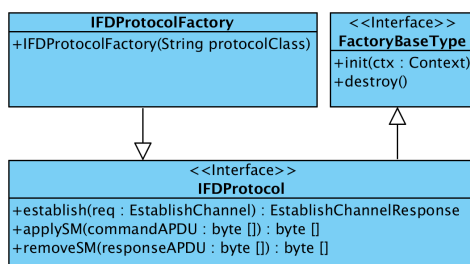 IFDProtocolFactory
+IFDProtocolFactory(String protocolClass)
<<Interface>>
FactoryBaseType
+init(ctx : Context)
+destroy()
<<Interface>>
IFDProtocol
+establish(req : EstablishChannel) : EstablishChannelResponse
+applySM(commandAPDU : byte []) : byte []
+removeSM(responseAPDU : byte []) : byte []